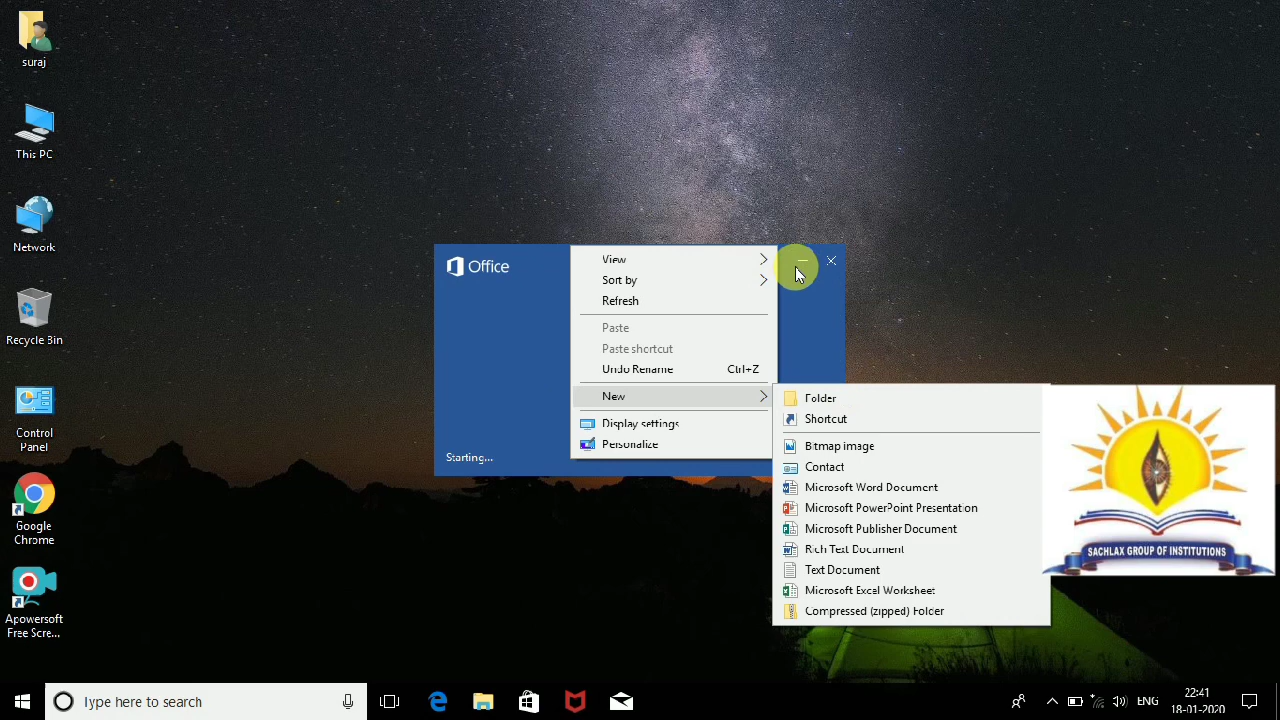 suraj
This PC
Network
Recycle Bin
Control
Panel
Google
Chrome
Apowersoft
Free Scre...
Office
Starting...
View
Sort by
Refresh
Paste
Paste shortcut
Undo Rename Ctrl+Z
New
Display settings
Personalize
Folder
Shortcut
Bitmap image
Contact
Microsoft Word Document
Microsoft PowerPoint Presentation
Microsoft Publisher Document
Rich Text Document
Text Document
Microsoft Excel Worksheet
Compressed (zipped) Folder
SACHLAX GROUP OF INSTITUTIONS
Type here to search
ENG
22:41
18-01-2020